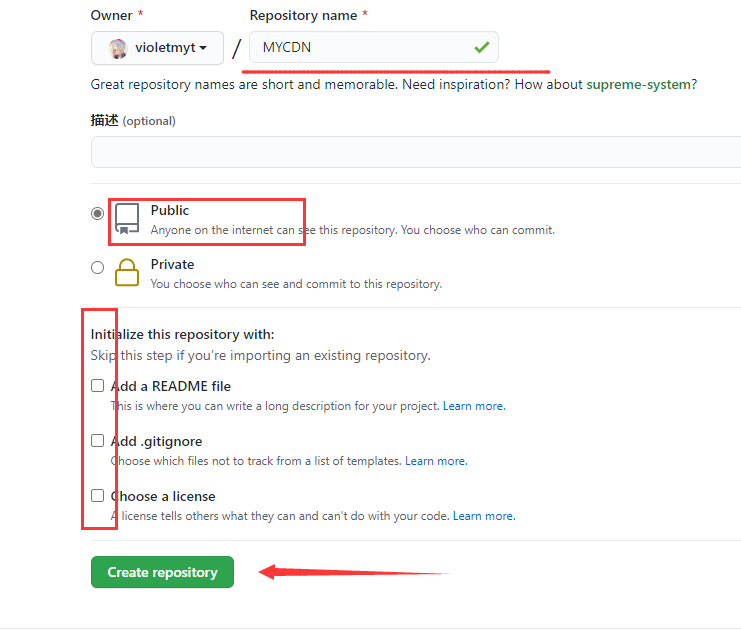 Owner * Repository name *
violetmyt / MYCDN
Great repository names are short and memorable. Need inspiration? How about supreme-system?
描述 (optional)
Public
Anyone on the internet can see this repository. You choose who can commit.
Private
You choose who can see and commit to this repository.
Initialize this repository with:
Skip this step if you're importing an existing repository.
Add a README file
This is where you can write a long description for your project. Learn more.
Add .gitignore
Choose which files not to track from a list of templates. Learn more.
Choose a license
A license tells others what they can and can't do with your code. Learn more.
Create repository